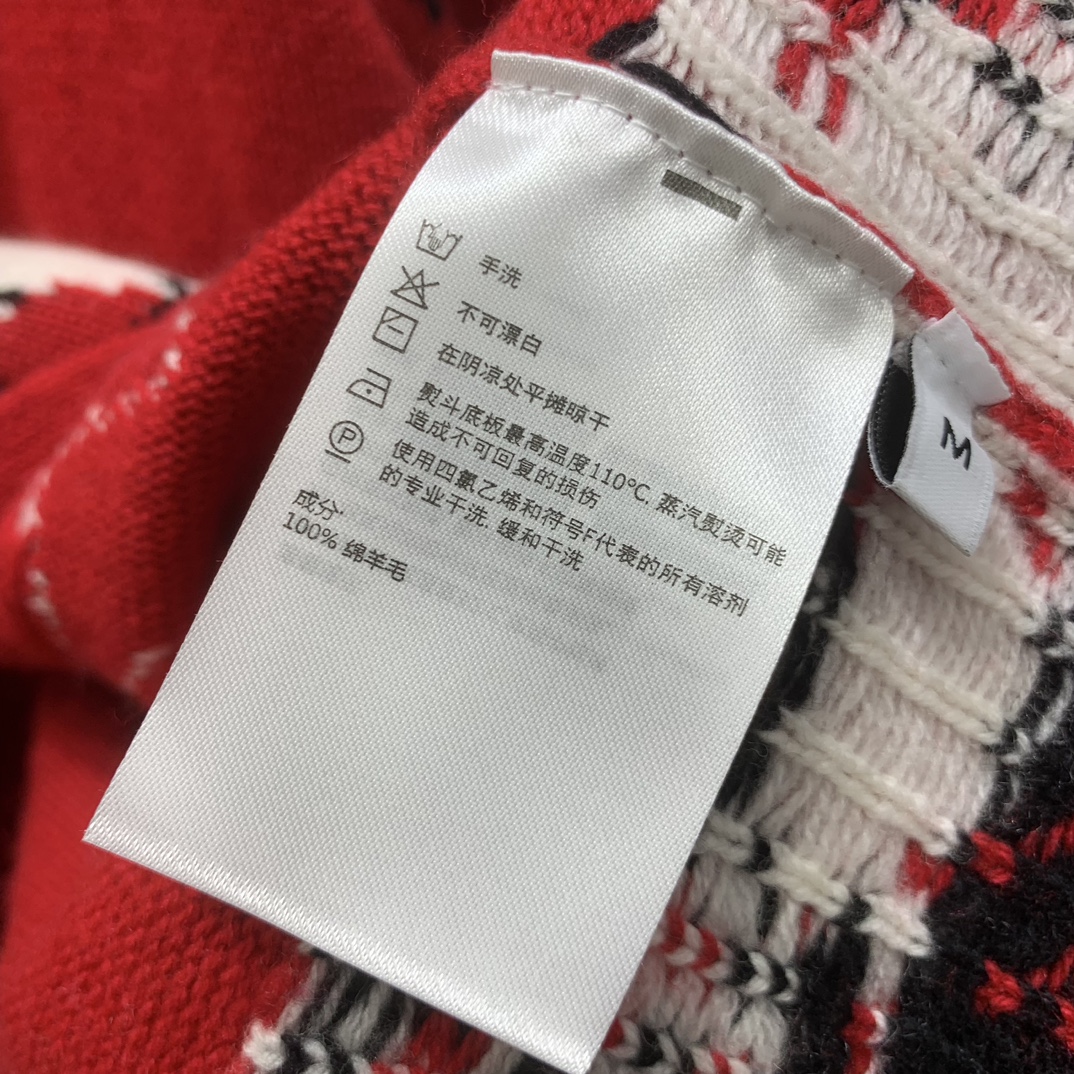 手洗
不可漂白
在阴凉处平摊晾干
熨斗底板最高温度110°C. 蒸汽熨烫可能
造成不可回复的损伤
使用四氯乙烯和符号F代表的所有溶剂
的专业干洗. 缓和干洗
P
成分.
100% 绵羊毛
M